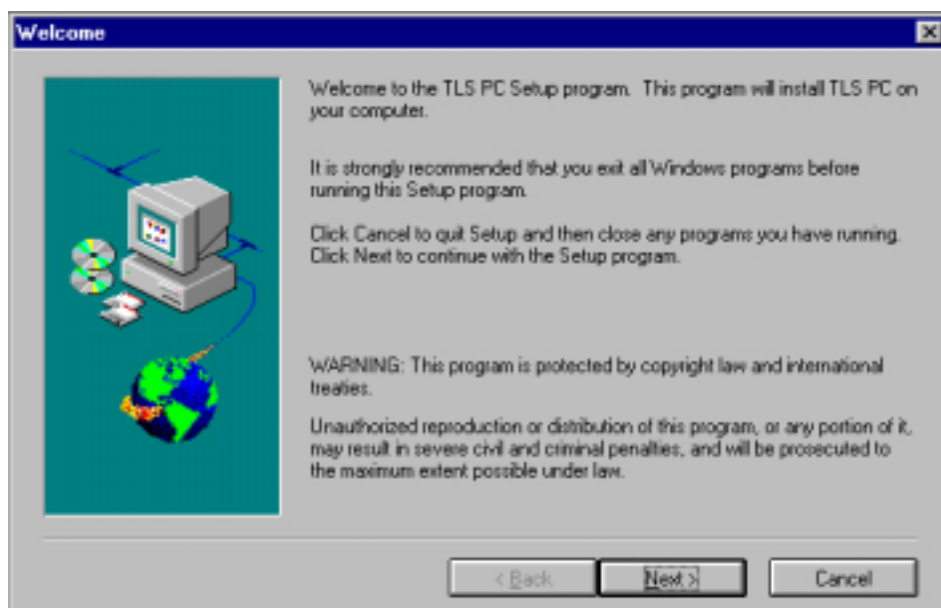 Welcome
Welcome to the TLS PC Setup program. This program will install TLS PC on
your computer.
It is strongly recommended that you exit all Windows programs before
running this Setup program.
Click Cancel to quit Setup and then close any programs you have running.
Click Next to continue with the Setup program.
WARNING: This program is protected by copyright law and international
treaties.
Unauthorized reproduction or distribution of this program, or any portion of it,
may result in severe civil and criminal penalties, and will be prosecuted to
the maximum extent possible under law.
< Back
Next >
Cancel